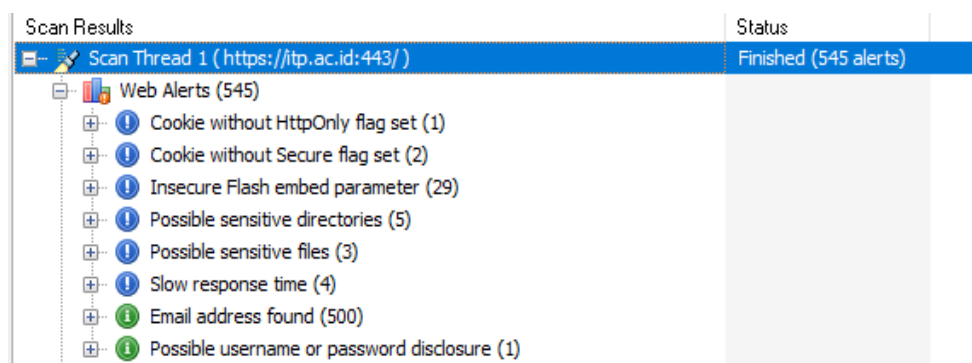 Scan Results Status
Scan Thread 1 ( https://itp.ac.id:443/ ) Finished (545 alerts)
Web Alerts (545)
Cookie without HttpOnly flag set (1)
Cookie without Secure flag set (2)
Insecure Flash embed parameter (29)
Possible sensitive directories (5)
Possible sensitive files (3)
Slow response time (4)
Email address found (500)
Possible username or password disclosure (1)